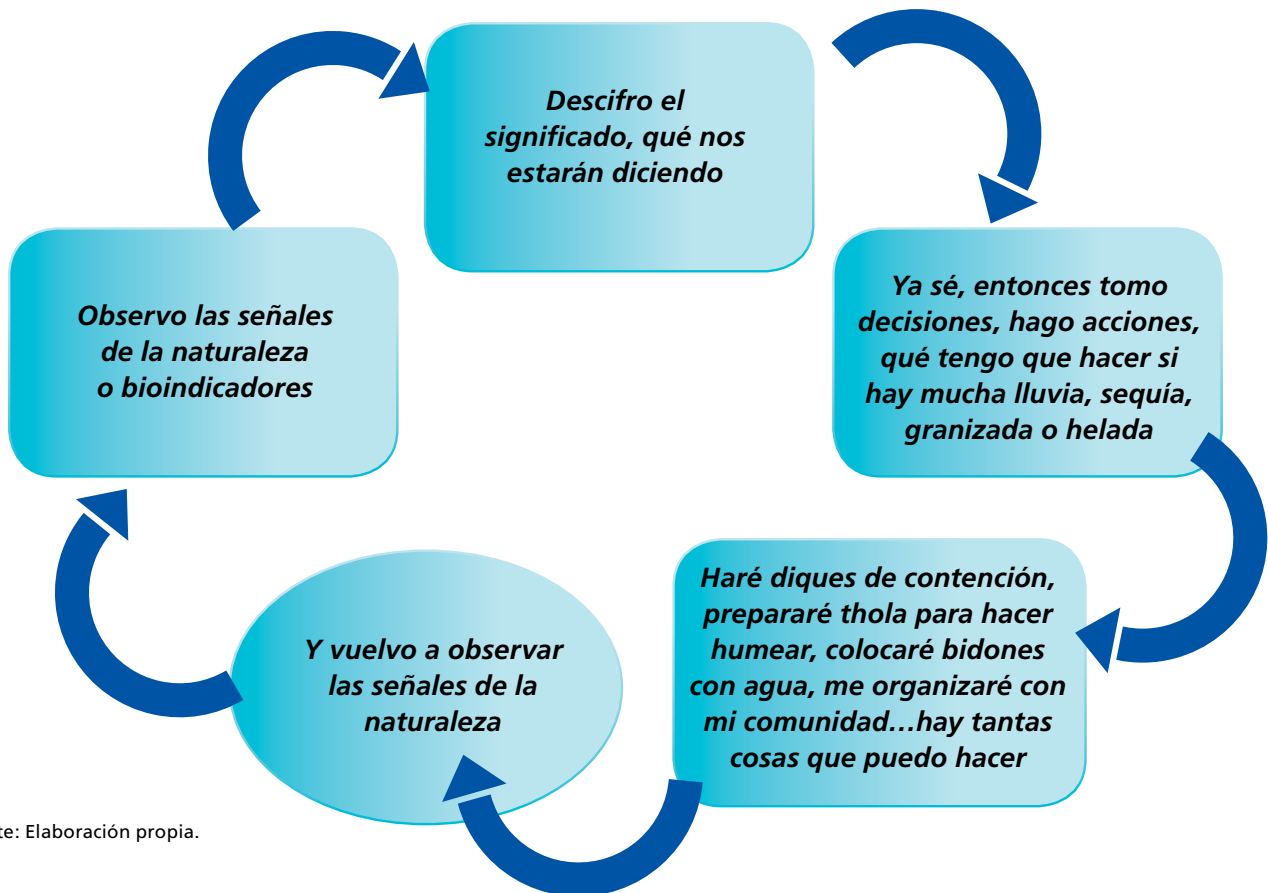 Descifro el
significado, qué nos
estarán diciendo
Observo las señales
de la naturaleza
o bioindicadores
Ya sé, entonces tomo
decisiones, hago acciones,
qué tengo que hacer si
hay mucha lluvia, sequía,
granizada o helada
Haré diques de contención,
prepararé thola para hacer
humear, colocaré bidones
con agua, me organizaré con
mi comunidad...hay tantas
cosas que puedo hacer
Y vuelvo a observar
las señales de la
naturaleza
te: Elaboración propia.